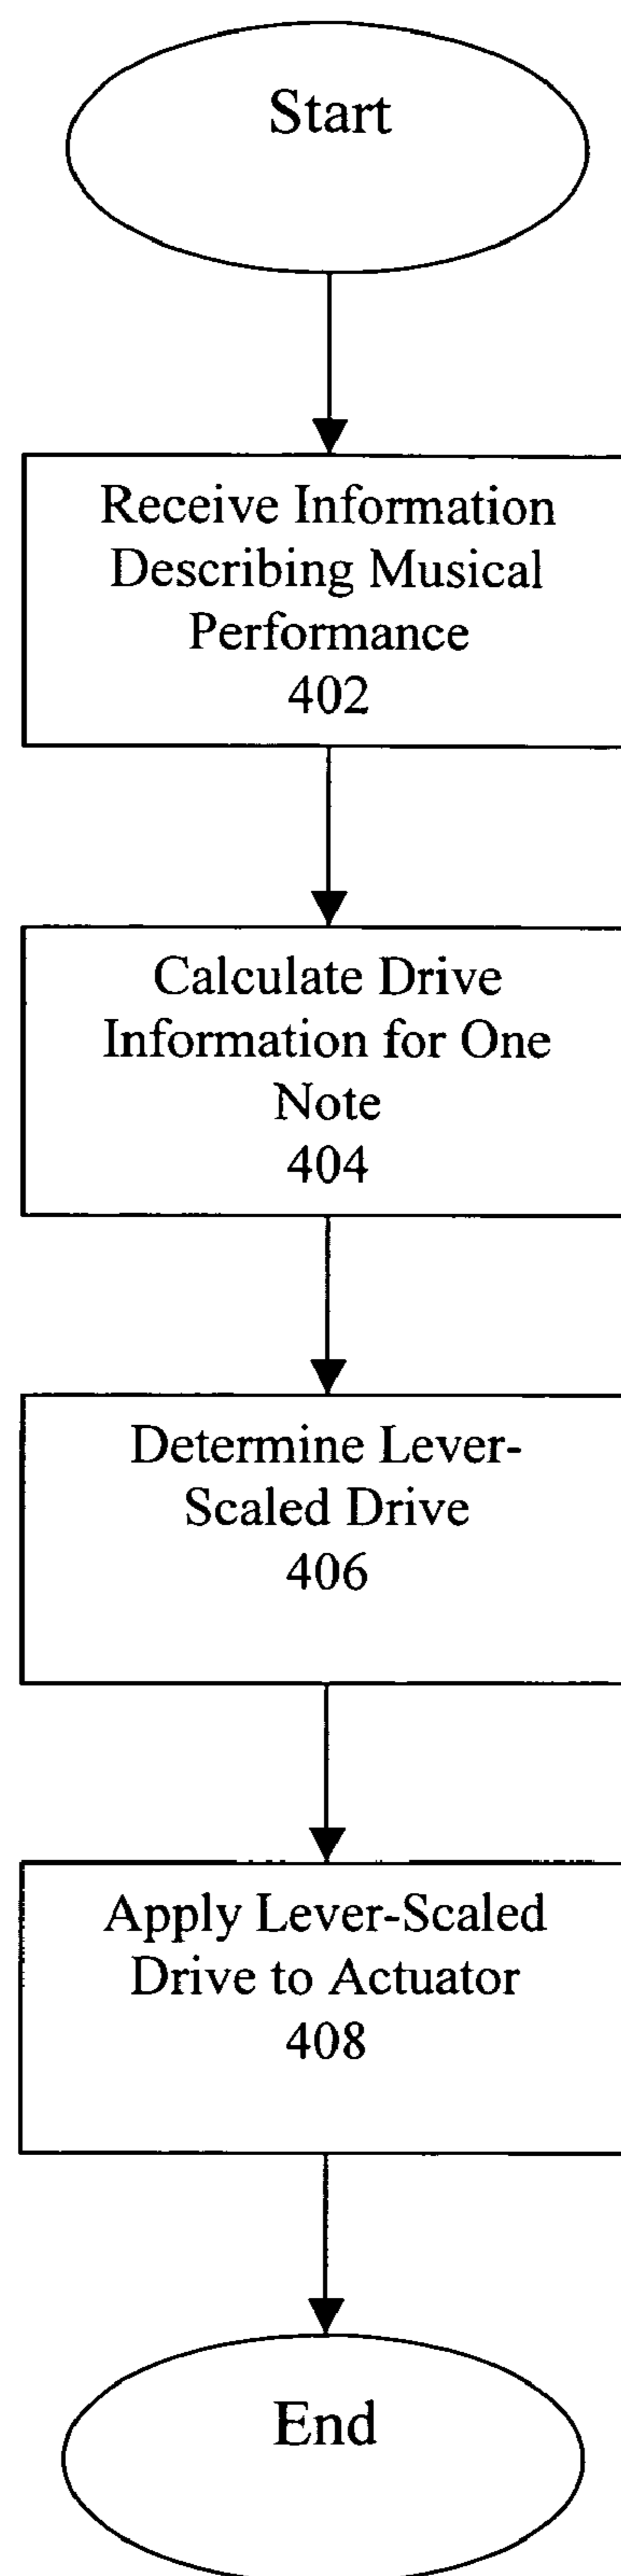 Start
Receive Information
Describing Musical
Performance
402
Calculate Drive
Information for One
Note
404
Determine Lever-
Scaled Drive
406
Apply Lever-Scaled
Drive to Actuator
408
End